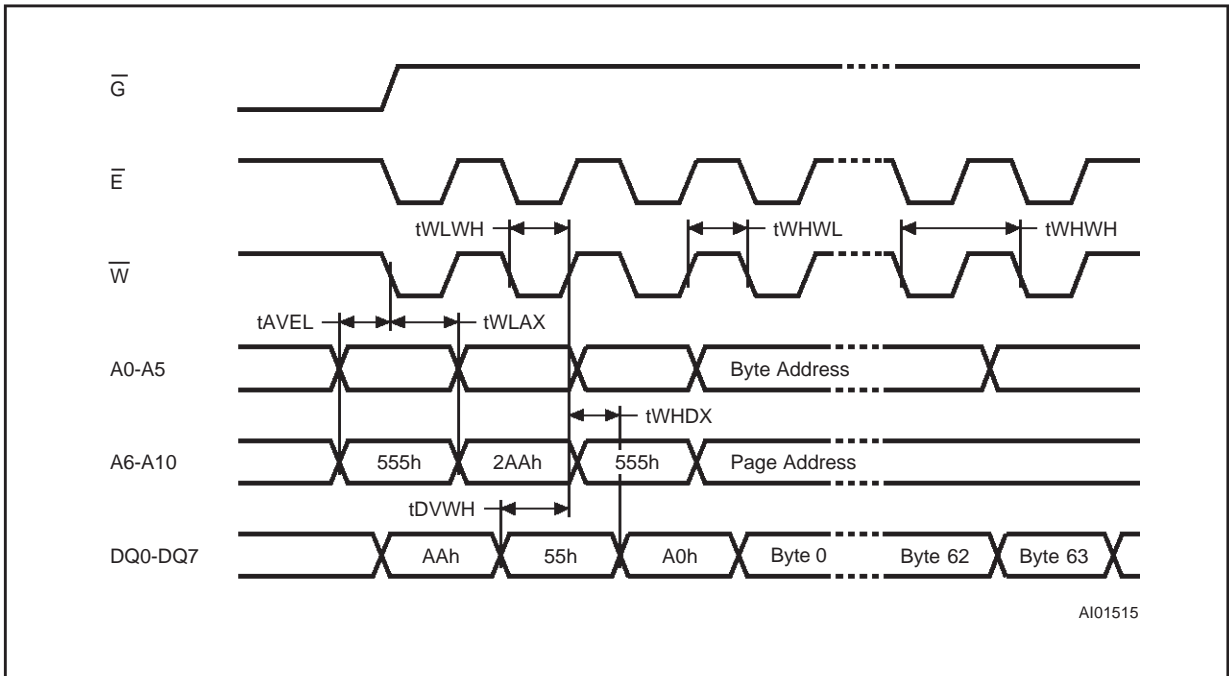 G̅
E̅
tWLWH tWHWL tWHWH
W̅
tAVEL tWLAX
A0-A5 Byte Address
tWHDX
A6-A10 555h 2AAh 555h Page Address
tDVWH
DQ0-DQ7 AAh 55h A0h Byte 0 Byte 62 Byte 63
AI01515